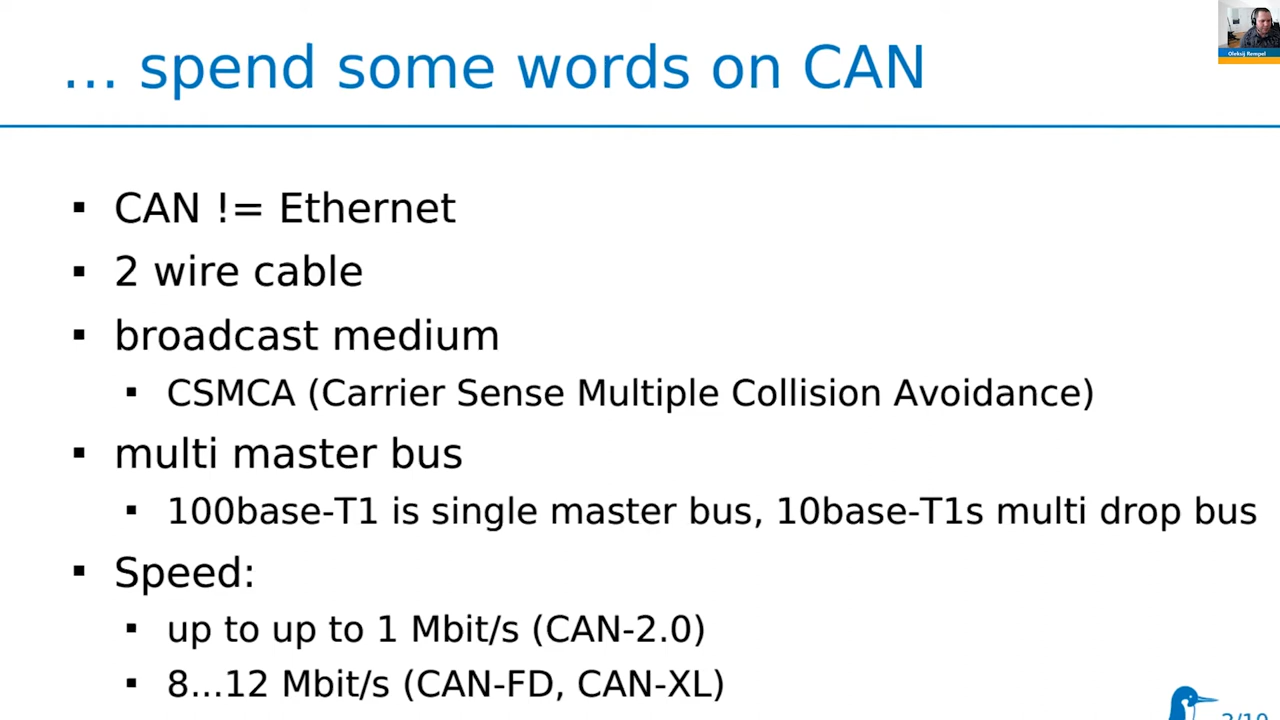 ... spend some words on CAN
Oleksij Rempel
▪ CAN != Ethernet
▪ 2 wire cable
▪ broadcast medium
▪ CSMCA (Carrier Sense Multiple Collision Avoidance)
▪ multi master bus
▪ 100base-T1 is single master bus, 10base-T1s multi drop bus
▪ Speed:
▪ up to up to 1 Mbit/s (CAN-2.0)
▪ 8...12 Mbit/s (CAN-FD, CAN-XL)